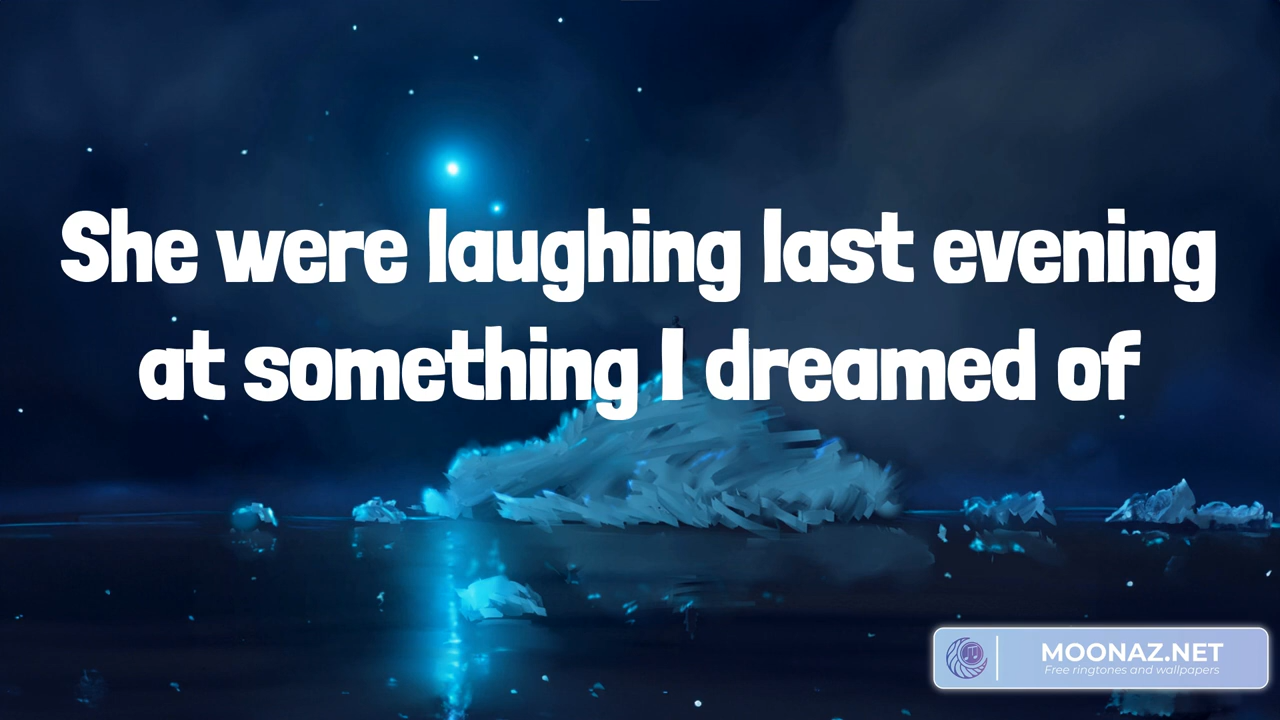 She were laughing last evening
at something I dreamed of
MOONAZ.NET
Free ringtones and wallpapers